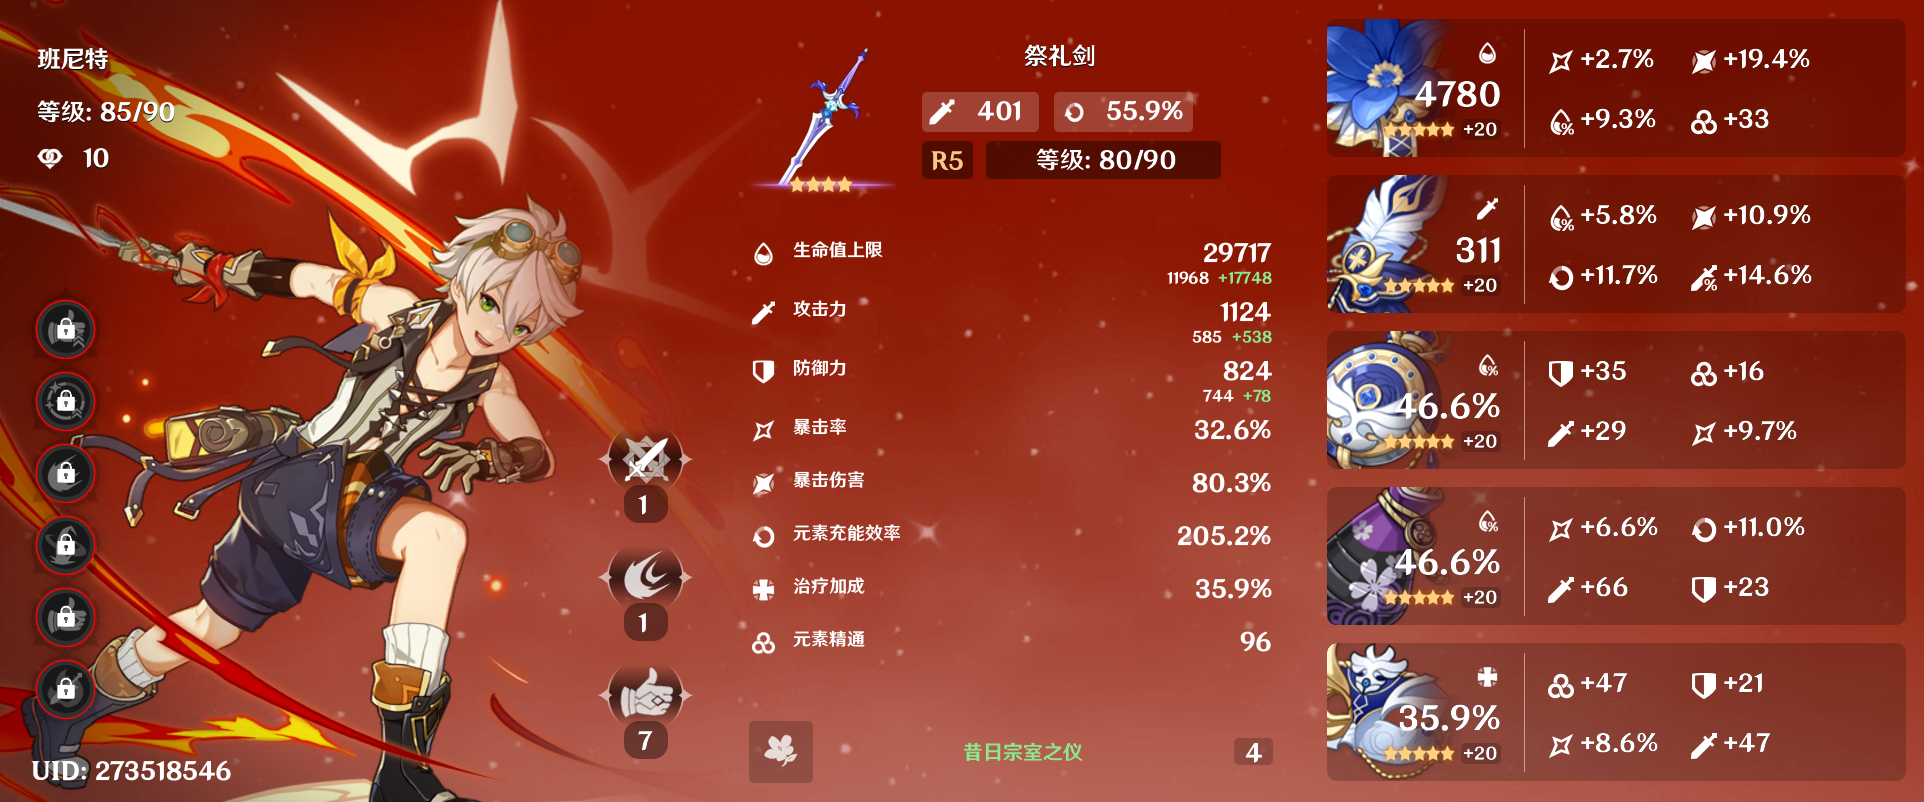 班尼特
等级: 85/90
10
1
1
7
UID: 273518546
祭礼剑
401 55.9%
R5 等级: 80/90
生命值上限 29717
11968 +17748
攻击力 1124
585 +538
防御力 824
744 +78
暴击率 32.6%
暴击伤害 80.3%
元素充能效率 205.2%
治疗加成 35.9%
元素精通 96
昔日宗室之仪 4
4780
+20
+2.7% +19.4%
+9.3% +33
311
+20
+5.8% +10.9%
+11.7% +14.6%
46.6%
+20
+35 +16
+29 +9.7%
46.6%
+20
+6.6% +11.0%
+66 +23
35.9%
+20
+47 +21
+8.6% +47